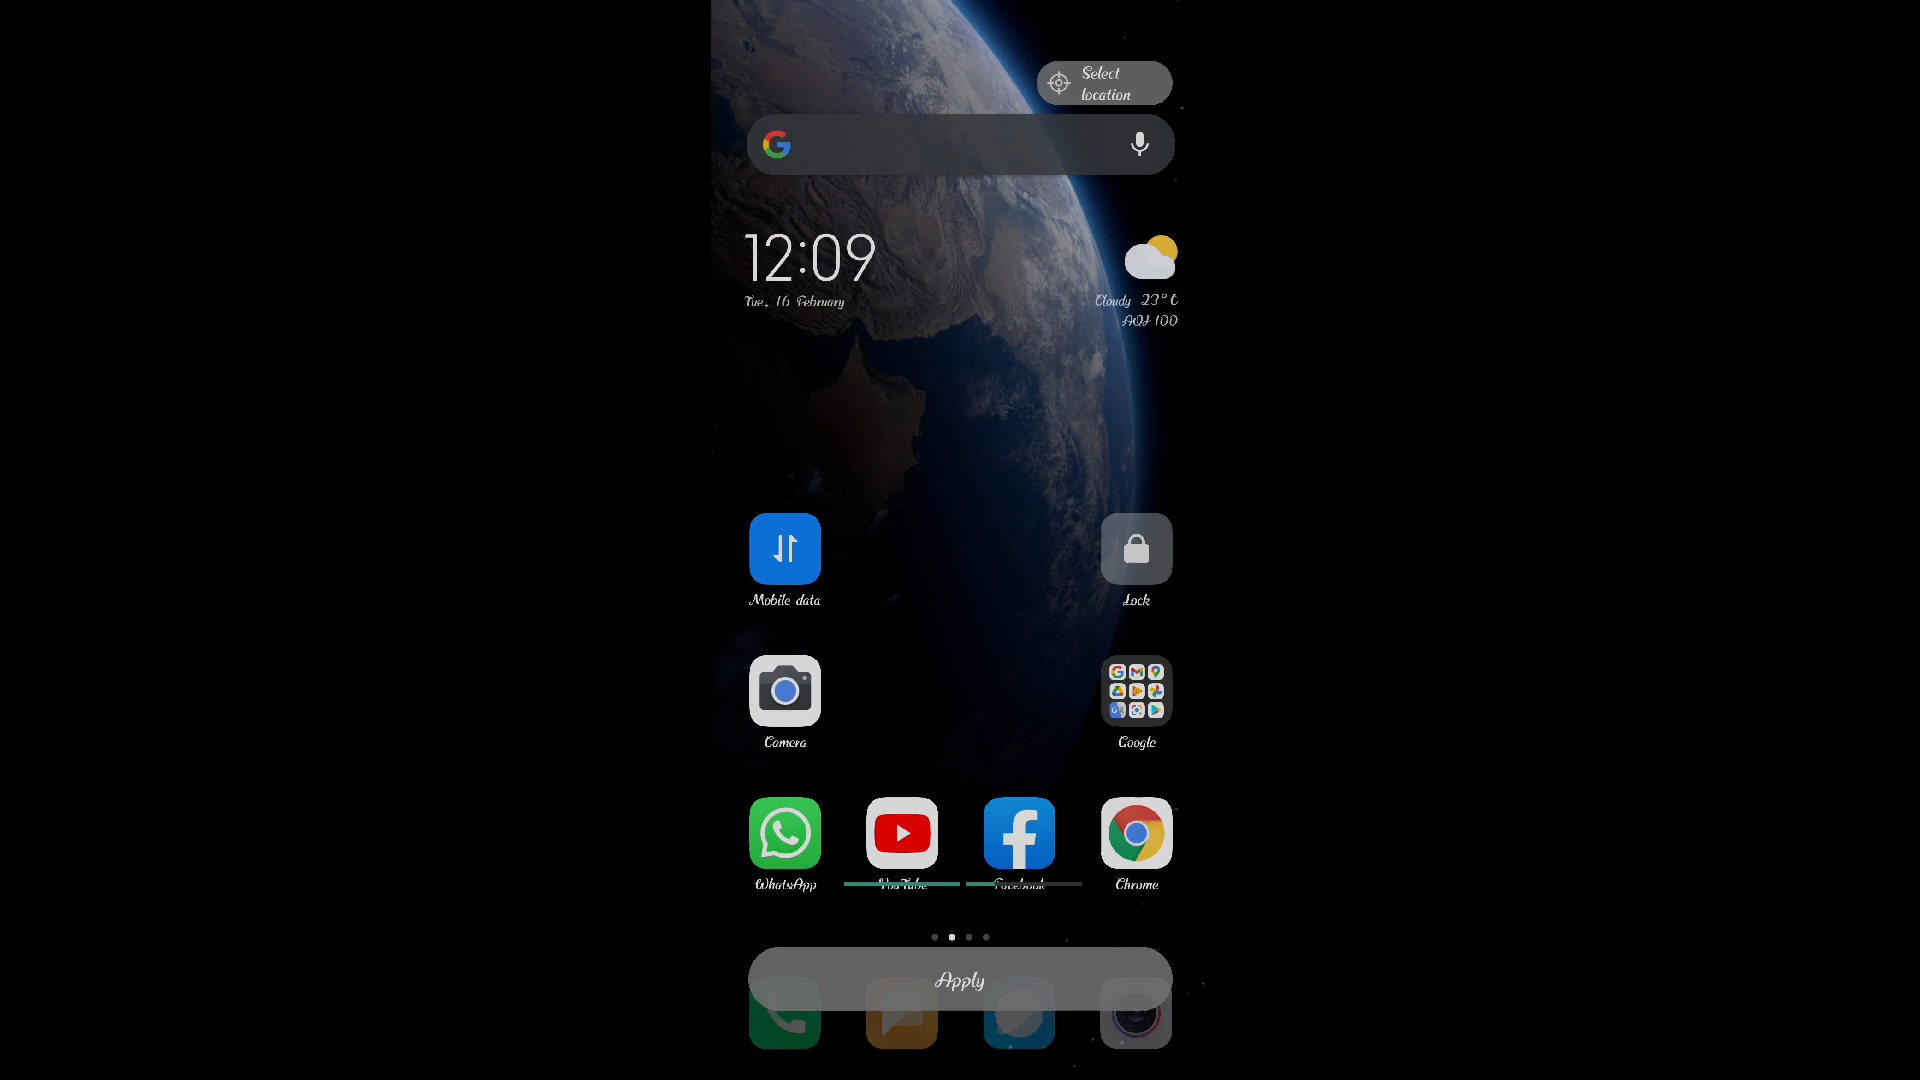 Select
location
12:09
Tue, 16 February
Cloudy 23°C
AQI 100
Mobile data
Lock
Camera
Google
WhatsApp
YouTube
Facebook
Chrome
Apply